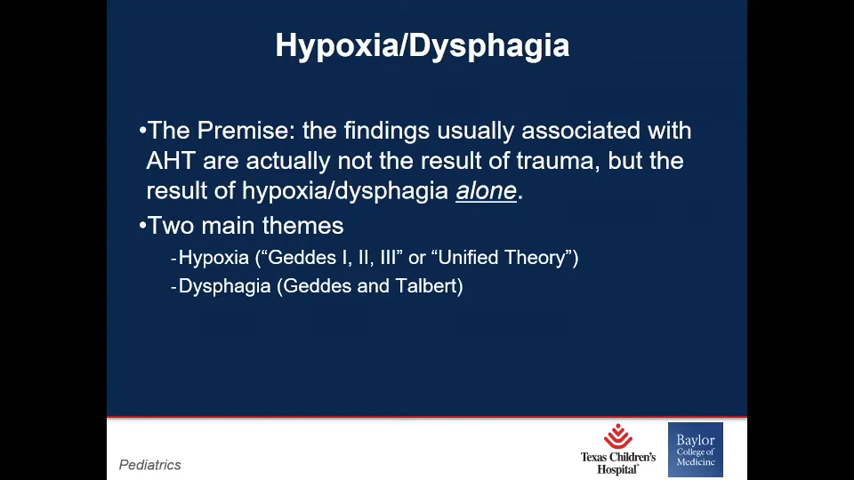 Hypoxia/Dysphagia
•The Premise: the findings usually associated with
AHT are actually not the result of trauma, but the
result of hypoxia/dysphagia alone.
•Two main themes
-Hypoxia (“Geddes I, II, III” or “Unified Theory”)
-Dysphagia (Geddes and Talbert)
Pediatrics
Texas Children's
Hospital
Baylor
College of
Medicine